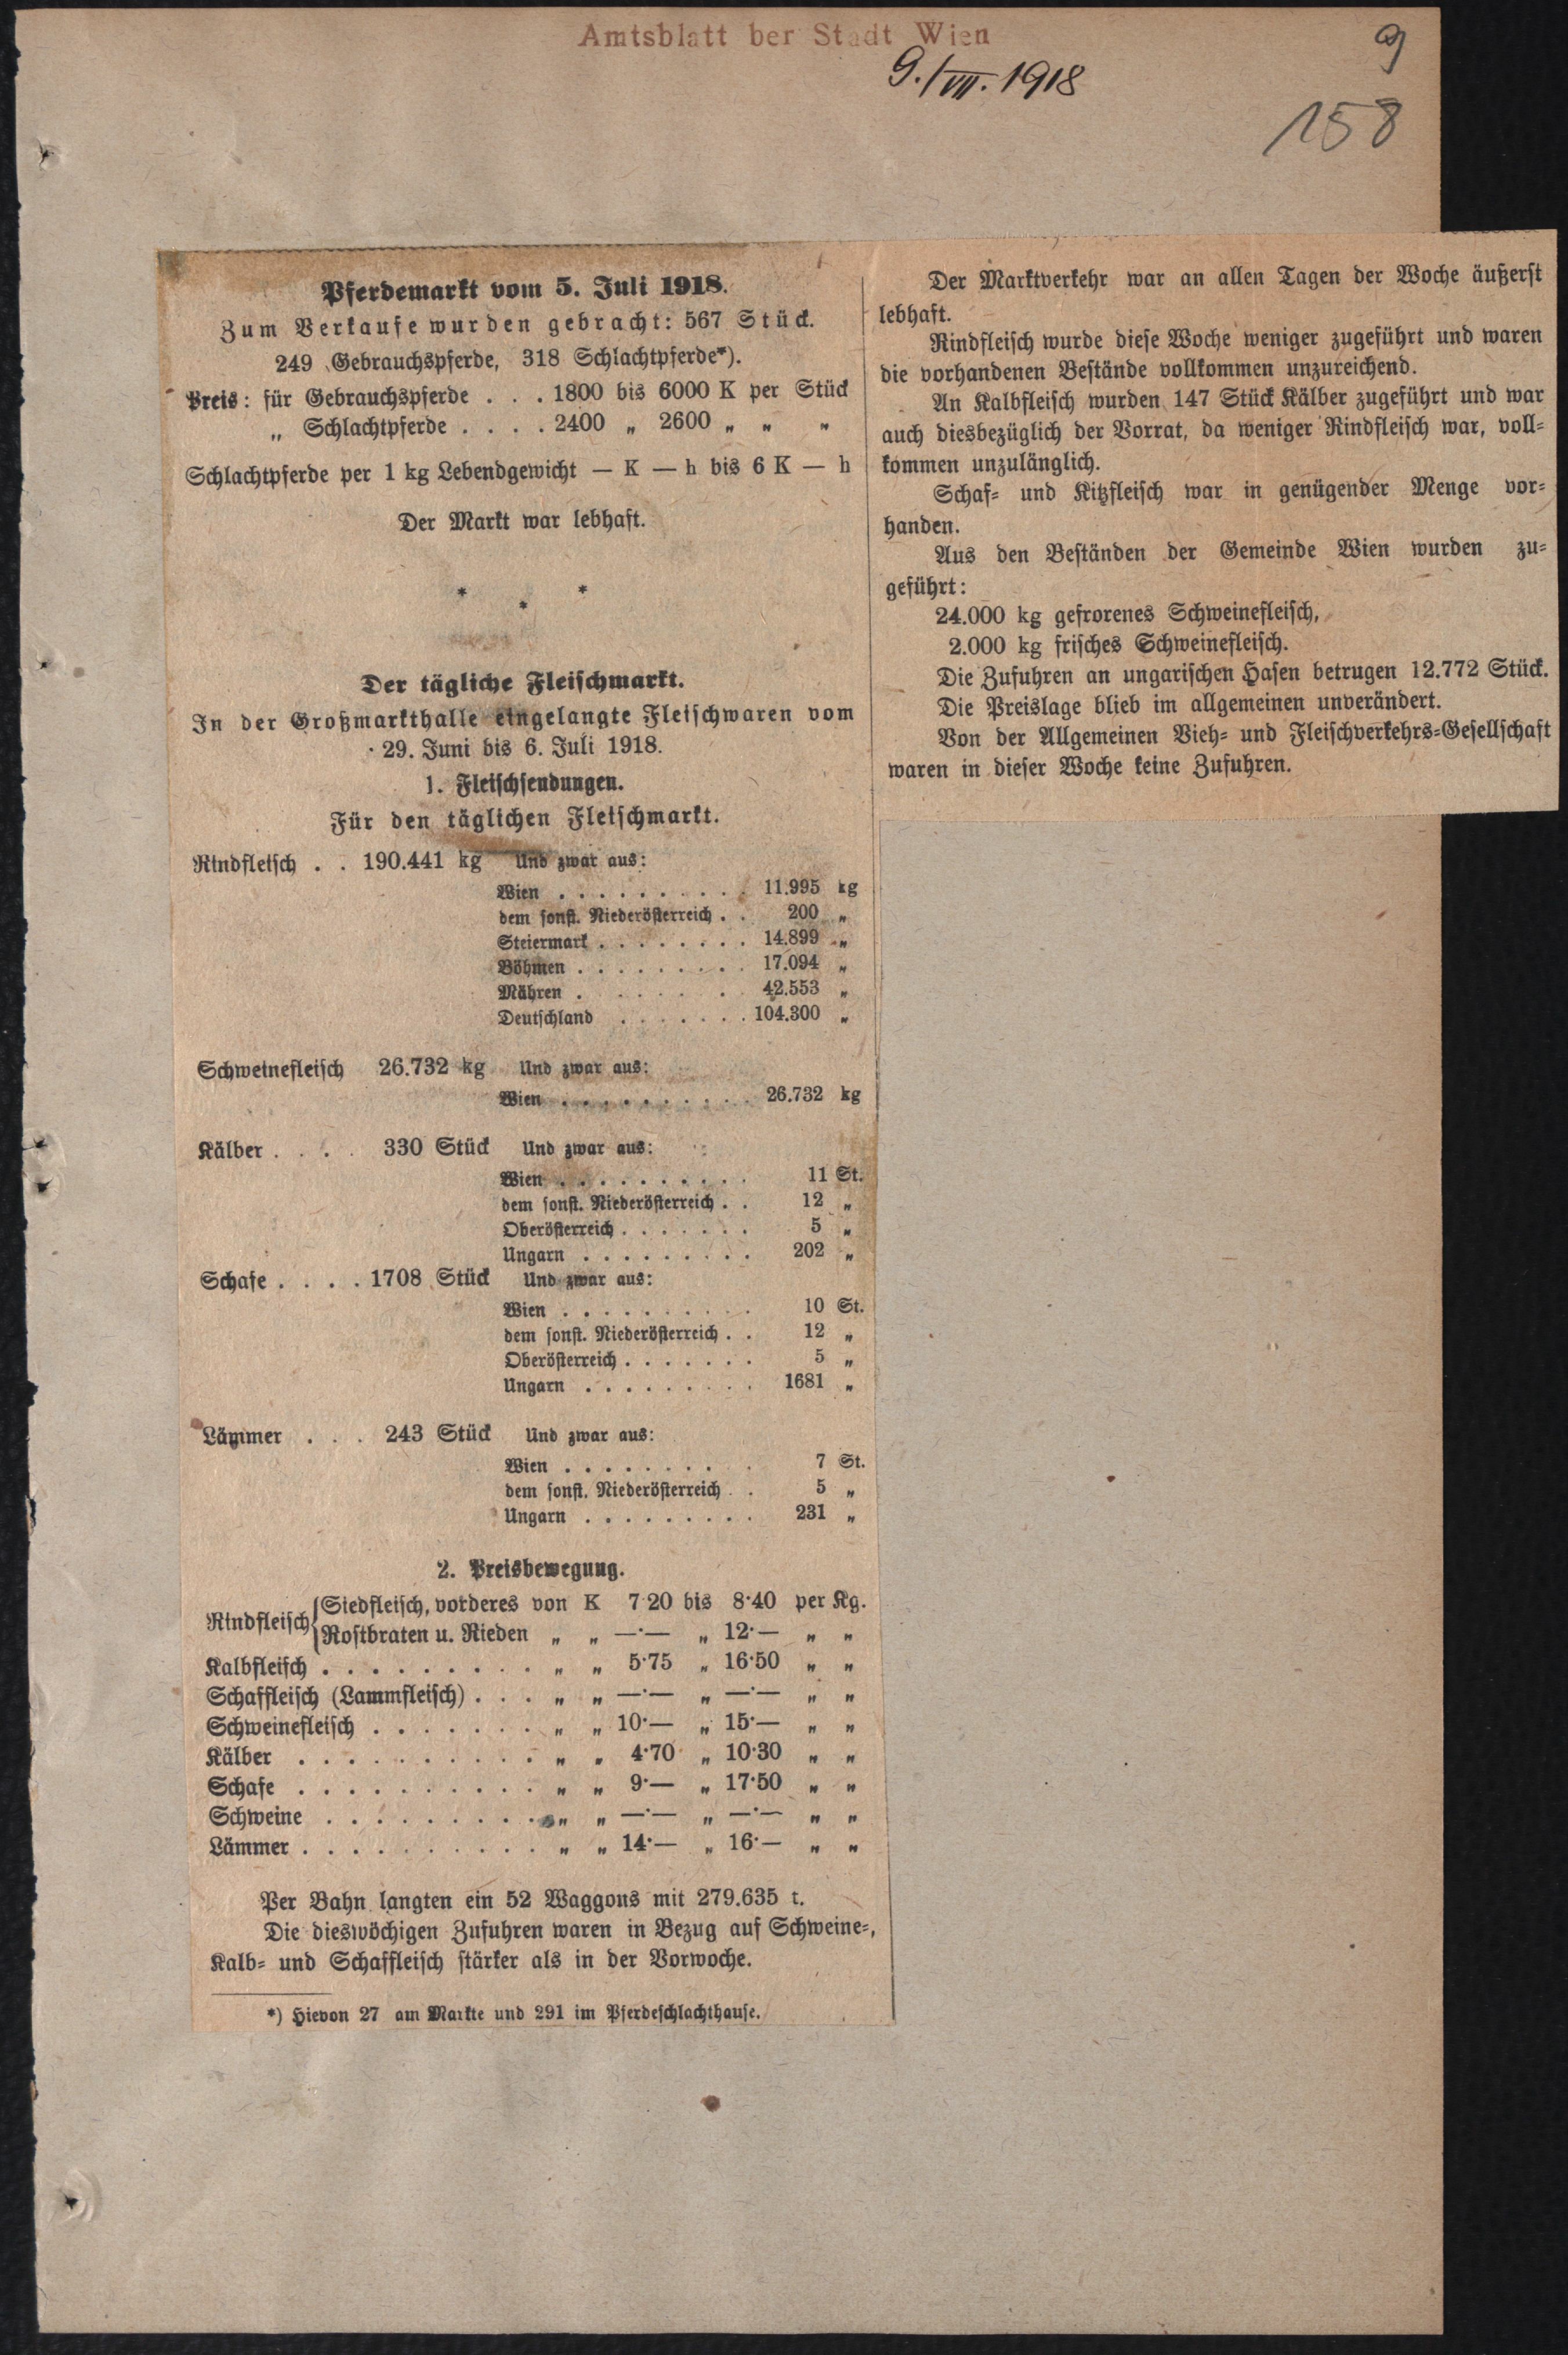 Amtsblatt der Stadt Wien
9./VII. 1918
9
158
Pferdemarkt vom 5. Juli 1918.
Zum Verkaufe wurden gebracht: 567 Stück.
249 Gebrauchspferde, 318 Schlachtpferde*).
Preis: für Gebrauchspferde . . . 1800 bis 6000 K per Stück
„ Schlachtpferde . . . . 2400 „ 2600 „ „ „
Schlachtpferde per 1 kg Lebendgewicht — K — h bis 6 K — h
Der Markt war lebhaft.
* * *
Der tägliche Fleischmarkt.
In der Großmarkthalle eingelangte Fleischwaren vom
29. Juni bis 6. Juli 1918.
1. Fleischsendungen.
Für den täglichen Fleischmarkt.
Rindfleisch . . 190.441 kg Und zwar aus:
Wien . . . . . . . . . . 11.995 kg
dem sonst. Niederösterreich . . 200 „
Steiermark . . . . . . . . 14.899 „
Böhmen . . . . . . . . . 17.094 „
Mähren . . . . . . . 42.553 „
Deutschland . . . . . . . 104.300 „
Schweinefleisch 26.732 kg Und zwar aus:
Wien . . . . . . . . . . 26.732 kg
Kälber . . . . 330 Stück Und zwar aus:
Wien . . . . . . . . . . 11 St.
dem sonst. Niederösterreich . . 12 „
Oberösterreich . . . . . . . 5 „
Ungarn . . . . . . . . . 202 „
Schafe . . . . 1708 Stück Und zwar aus:
Wien . . . . . . . . . . 10 St.
dem sonst. Niederösterreich . . 12 „
Oberösterreich . . . . . . . 5 „
Ungarn . . . . . . . . . 1681 „
Lämmer . . . 243 Stück Und zwar aus:
Wien . . . . . . . . . 7 St.
dem sonst. Niederösterreich . . 5 „
Ungarn . . . . . . . . . 231 „
2. Preisbewegung.
Rindfleisch { Siedfleisch, vorderes von K 7·20 bis 8·40 per Kg.
Rostbraten u. Rieden „ „ —·— „ 12·— „ „
Kalbfleisch . . . . . . . . . „ „ 5·75 „ 16·50 „ „
Schaffleisch (Lammfleisch) . . . „ „ —·— „ —·— „ „
Schweinefleisch . . . . . . . „ „ 10·— „ 15·— „ „
Kälber . . . . . . . . . . „ „ 4·70 „ 10·30 „ „
Schafe . . . . . . . . . . „ „ 9·— „ 17·50 „ „
Schweine . . . . . . . . . „ „ —·— „ —·— „ „
Lämmer . . . . . . . . . . „ „ 14·— „ 16·— „ „
Per Bahn langten ein 52 Waggons mit 279.635 t.
Die dieswöchigen Zufuhren waren in Bezug auf Schweine-,
Kalb- und Schaffleisch stärker als in der Vorwoche.
*) Hievon 27 am Markte und 291 im Pferdeschlachthause.
Der Marktverkehr war an allen Tagen der Woche äußerst
lebhaft.
Rindfleisch wurde diese Woche weniger zugeführt und waren
die vorhandenen Bestände vollkommen unzureichend.
An Kalbfleisch wurden 147 Stück Kälber zugeführt und war
auch diesbezüglich der Vorrat, da weniger Rindfleisch war, voll-
kommen unzulänglich.
Schaf- und Kitzfleisch war in genügender Menge vor-
handen.
Aus den Beständen der Gemeinde Wien wurden zu-
geführt:
24.000 kg gefrorenes Schweinefleisch,
2.000 kg frisches Schweinefleisch.
Die Zufuhren an ungarischen Hasen betrugen 12.772 Stück.
Die Preislage blieb im allgemeinen unverändert.
Von der Allgemeinen Vieh- und Fleischverkehrs-Gesellschaft
waren in dieser Woche keine Zufuhren.